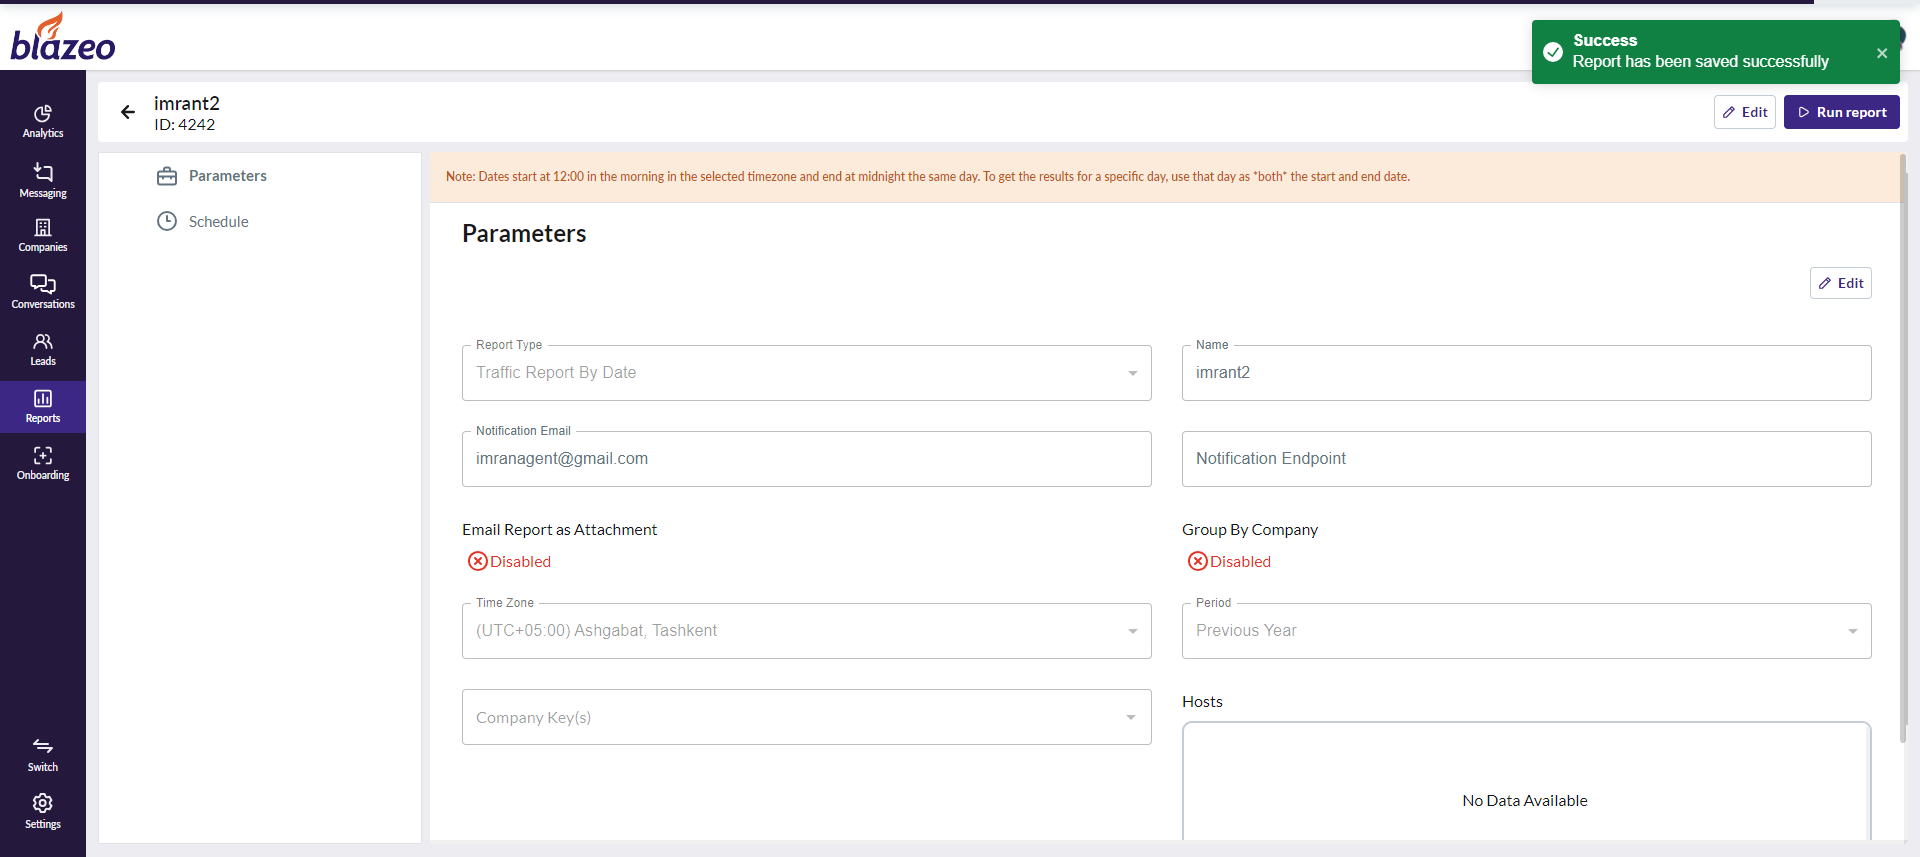 blazeo
Success
Report has been saved successfully
imrant2
ID: 4242
Edit
Run report
Analytics
Messaging
Companies
Conversations
Leads
Reports
Onboarding
Switch
Settings
Parameters
Schedule
Note: Dates start at 12:00 in the morning in the selected timezone and end at midnight the same day. To get the results for a specific day, use that day as *both* the start and end date.
Parameters
Edit
Report Type
Traffic Report By Date
Name
imrant2
Notification Email
imranagent@gmail.com
Notification Endpoint
Email Report as Attachment
Disabled
Group By Company
Disabled
Time Zone
(UTC+05:00) Ashgabat, Tashkent
Period
Previous Year
Company Key(s)
Hosts
No Data Available